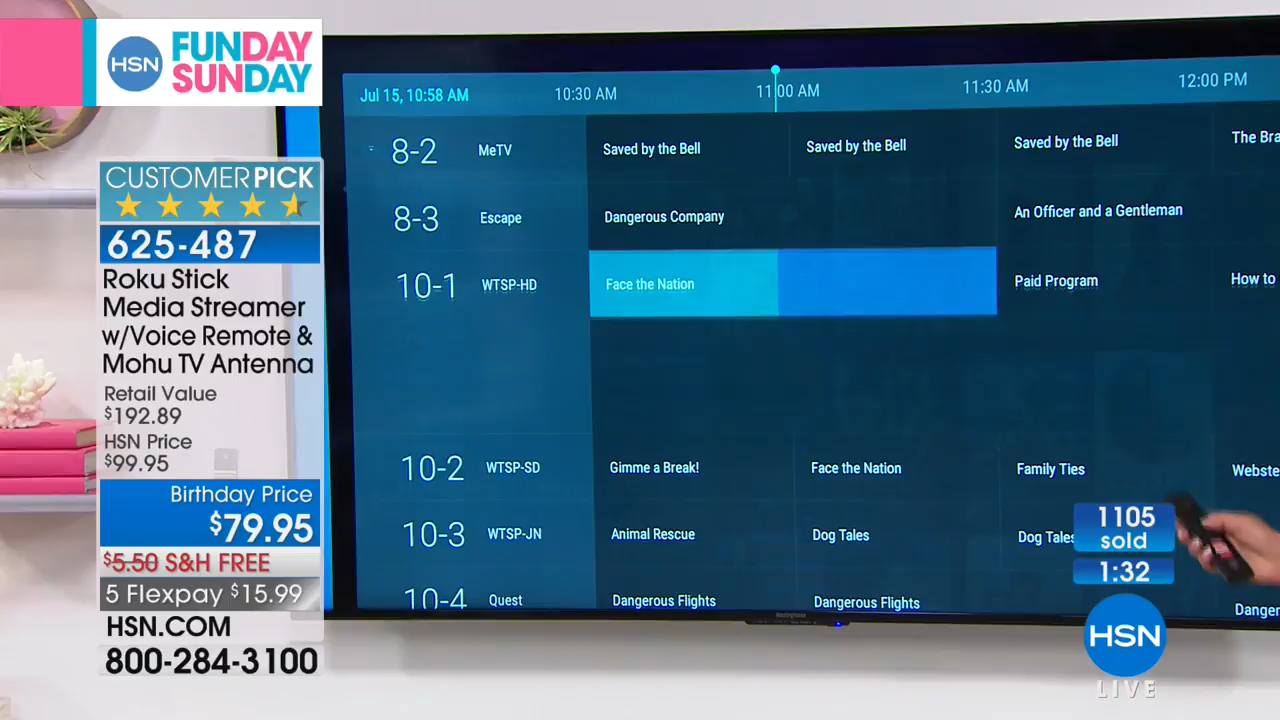 HSN
FUNDAY
SUNDAY
CUSTOMER PICK
625-487
Roku Stick
Media Streamer
w/Voice Remote &
Mohu TV Antenna
Retail Value
$192.89
HSN Price
$99.95
Birthday Price
$79.95
$5.50 S&H FREE
5 Flexpay $15.99
HSN.COM
800-284-3100
Jul 15, 10:58 AM 10:30 AM 11:00 AM 11:30 AM 12:00 PM
8-2 MeTV Saved by the Bell Saved by the Bell Saved by the Bell The Bra
8-3 Escape Dangerous Company An Officer and a Gentleman
10-1 WTSP-HD Face the Nation Paid Program How to
10-2 WTSP-SD Gimme a Break! Face the Nation Family Ties Webste
10-3 WTSP-JN Animal Rescue Dog Tales Dog Tales
10-4 Quest Dangerous Flights Dangerous Flights Danger
Westinghouse
1105
sold
1:32
HSN
LIVE